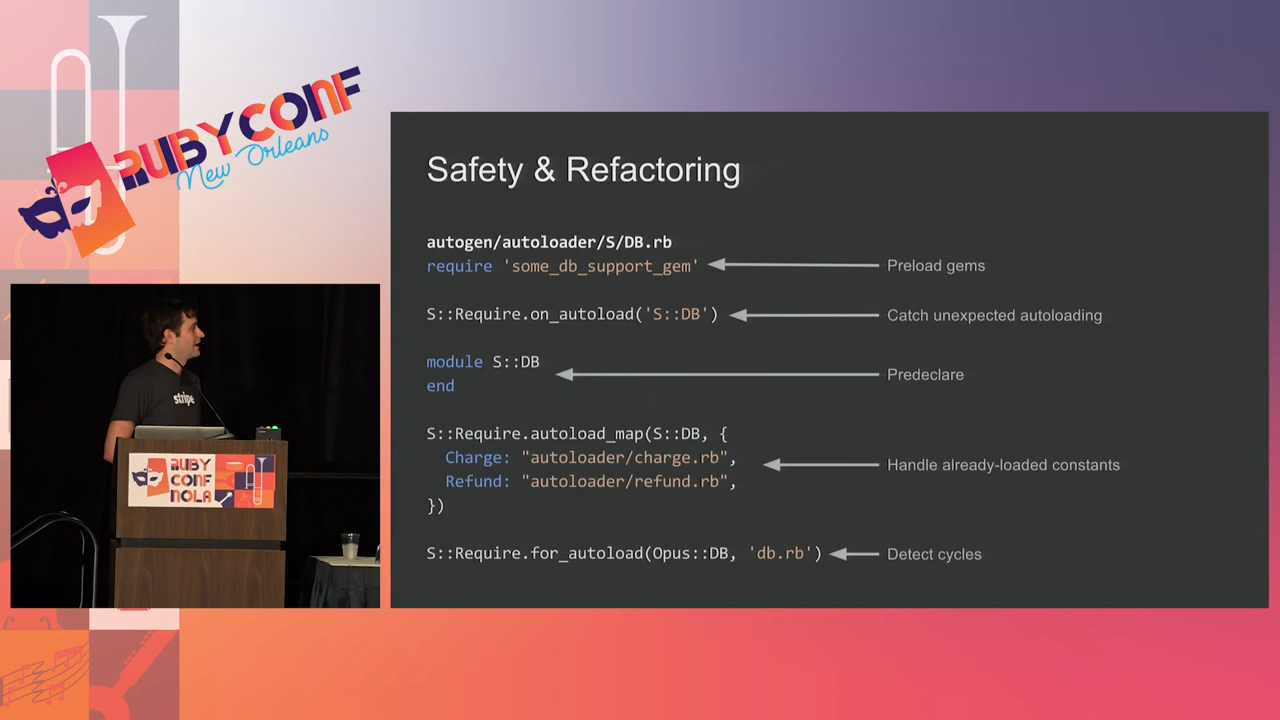 RUBYCONF
New Orleans
Safety & Refactoring
autogen/autoloader/S/DB.rb
require 'some_db_support_gem'
Preload gems
S::Require.on_autoload('S::DB')
Catch unexpected autoloading
module S::DB
end
Predeclare
S::Require.autoload_map(S::DB, {
Charge: "autoloader/charge.rb",
Refund: "autoloader/refund.rb",
})
Handle already-loaded constants
S::Require.for_autoload(Opus::DB, 'db.rb')
Detect cycles
stripe
RUBY
CONF
NOLA